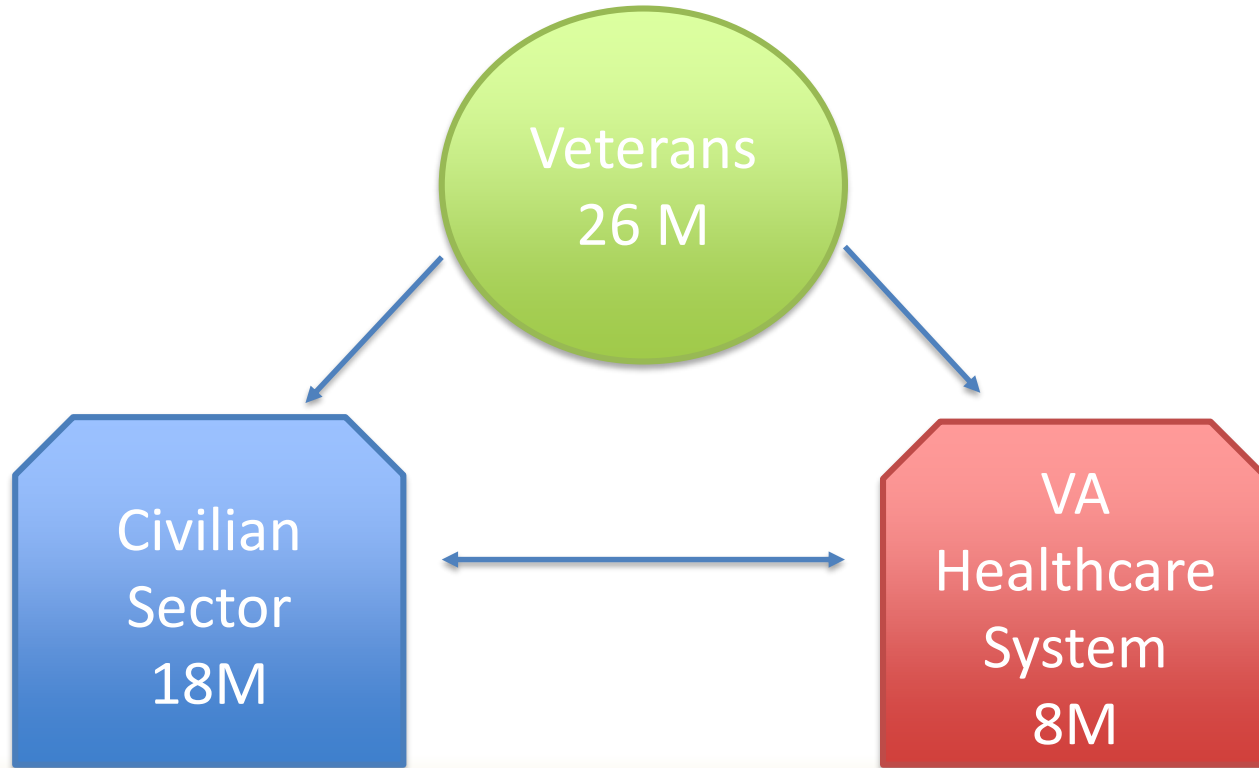 Veterans
26 M
Civilian
Sector
18M
VA
Healthcare
System
8M